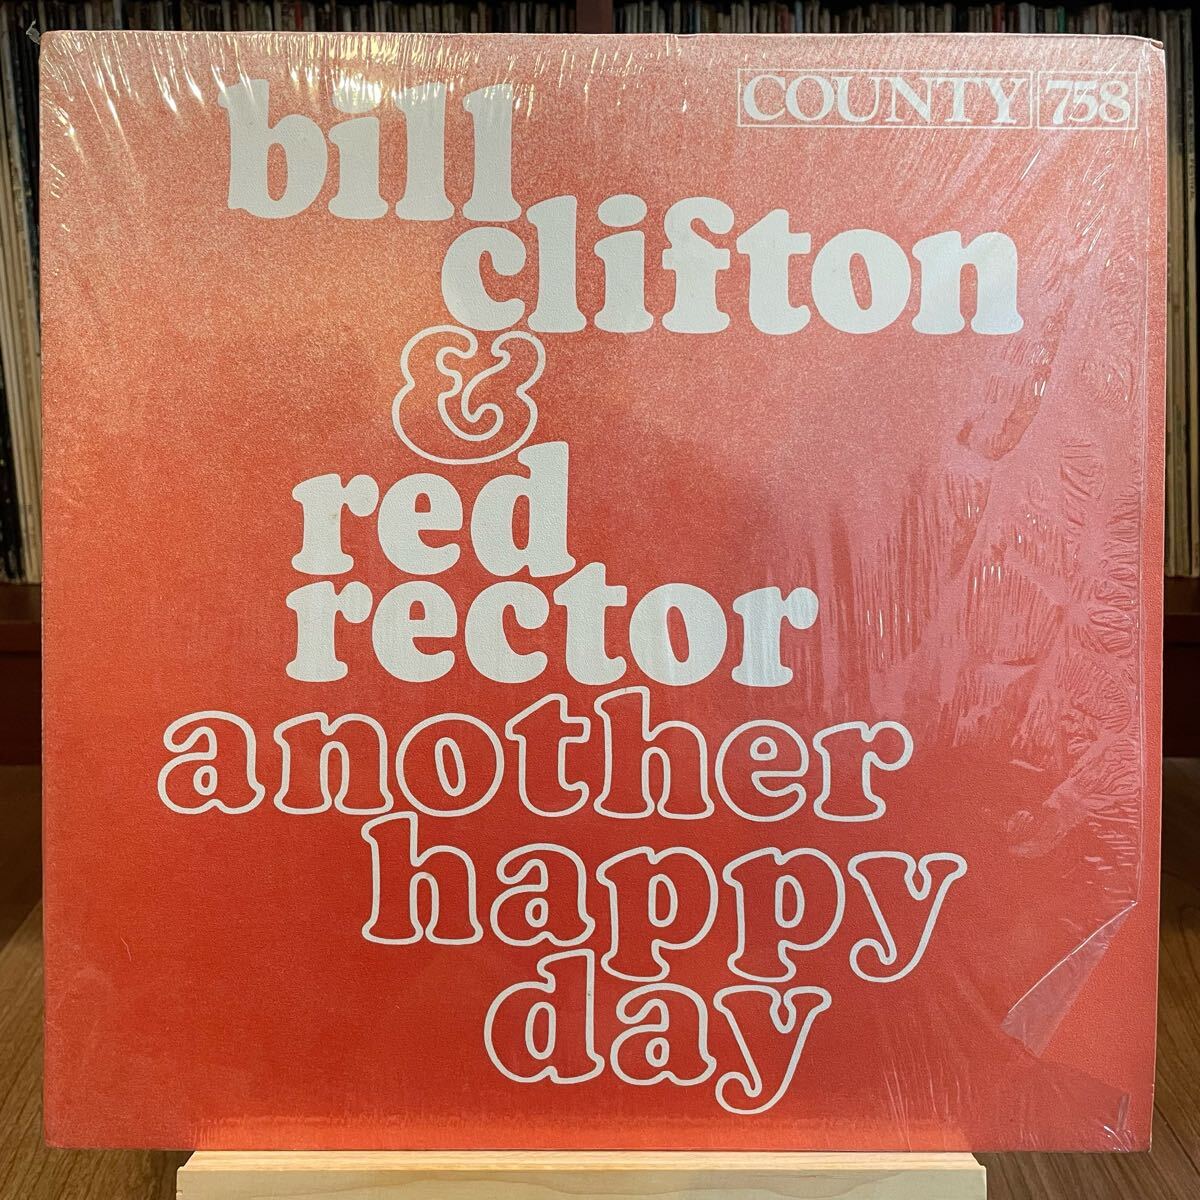 COUNTY 758
bill
clifton
&
red
rector
another
happy
day